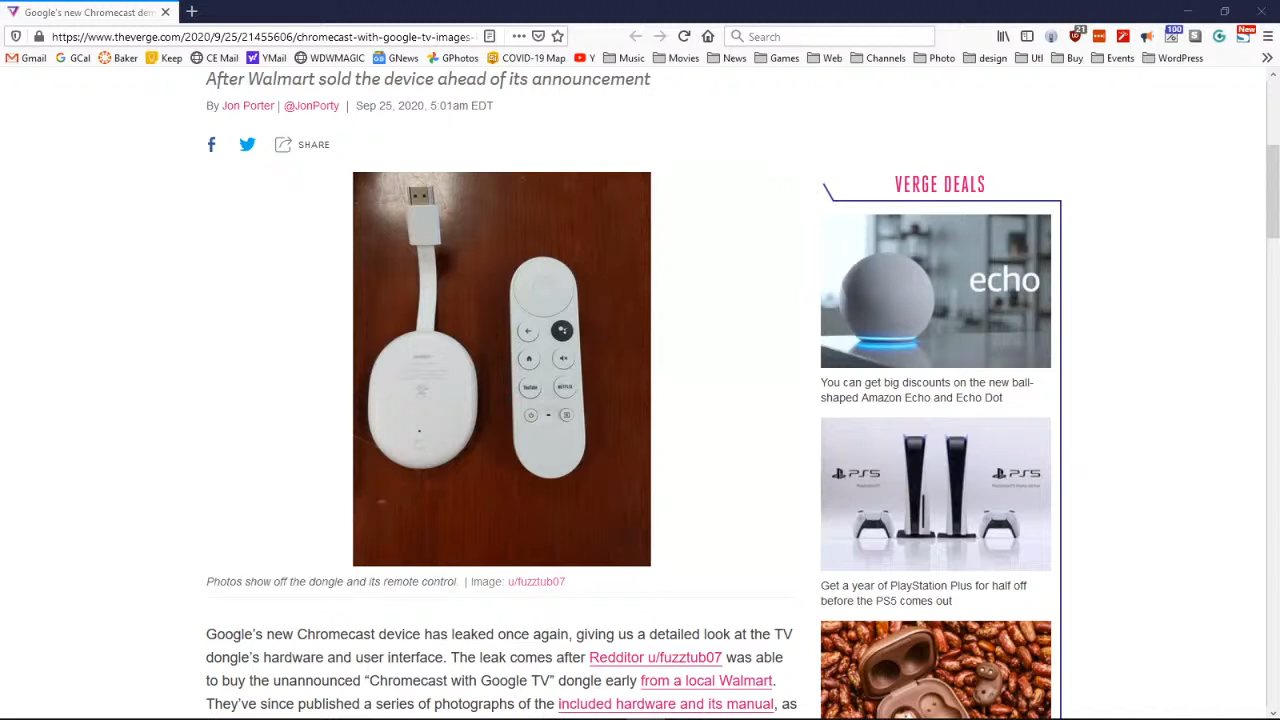 Google's new Chromecast den
https://www.theverge.com/2020/9/25/21455606/chromecast-with-google-tv-images
Search
21
100
New
Gmail
GCal
Baker
Keep
CE Mail
YMail
WDWMAGIC
GNews
GPhotos
COVID-19 Map
Y
Music
Movies
News
Games
Web
Channels
Photo
design
Utl
Buy
Events
WordPress
After Walmart sold the device ahead of its announcement
By Jon Porter | @JonPorty | Sep 25, 2020, 5:01am EDT
SHARE
YouTube
NETFLIX
Photos show off the dongle and its remote control. | Image: u/fuzztub07
Google's new Chromecast device has leaked once again, giving us a detailed look at the TV
dongle's hardware and user interface. The leak comes after Redditor u/fuzztub07 was able
to buy the unannounced “Chromecast with Google TV” dongle early from a local Walmart.
They've since published a series of photographs of the included hardware and its manual, as
VERGE DEALS
echo
You can get big discounts on the new ball-
shaped Amazon Echo and Echo Dot
PS5
PS5
Get a year of PlayStation Plus for half off
before the PS5 comes out